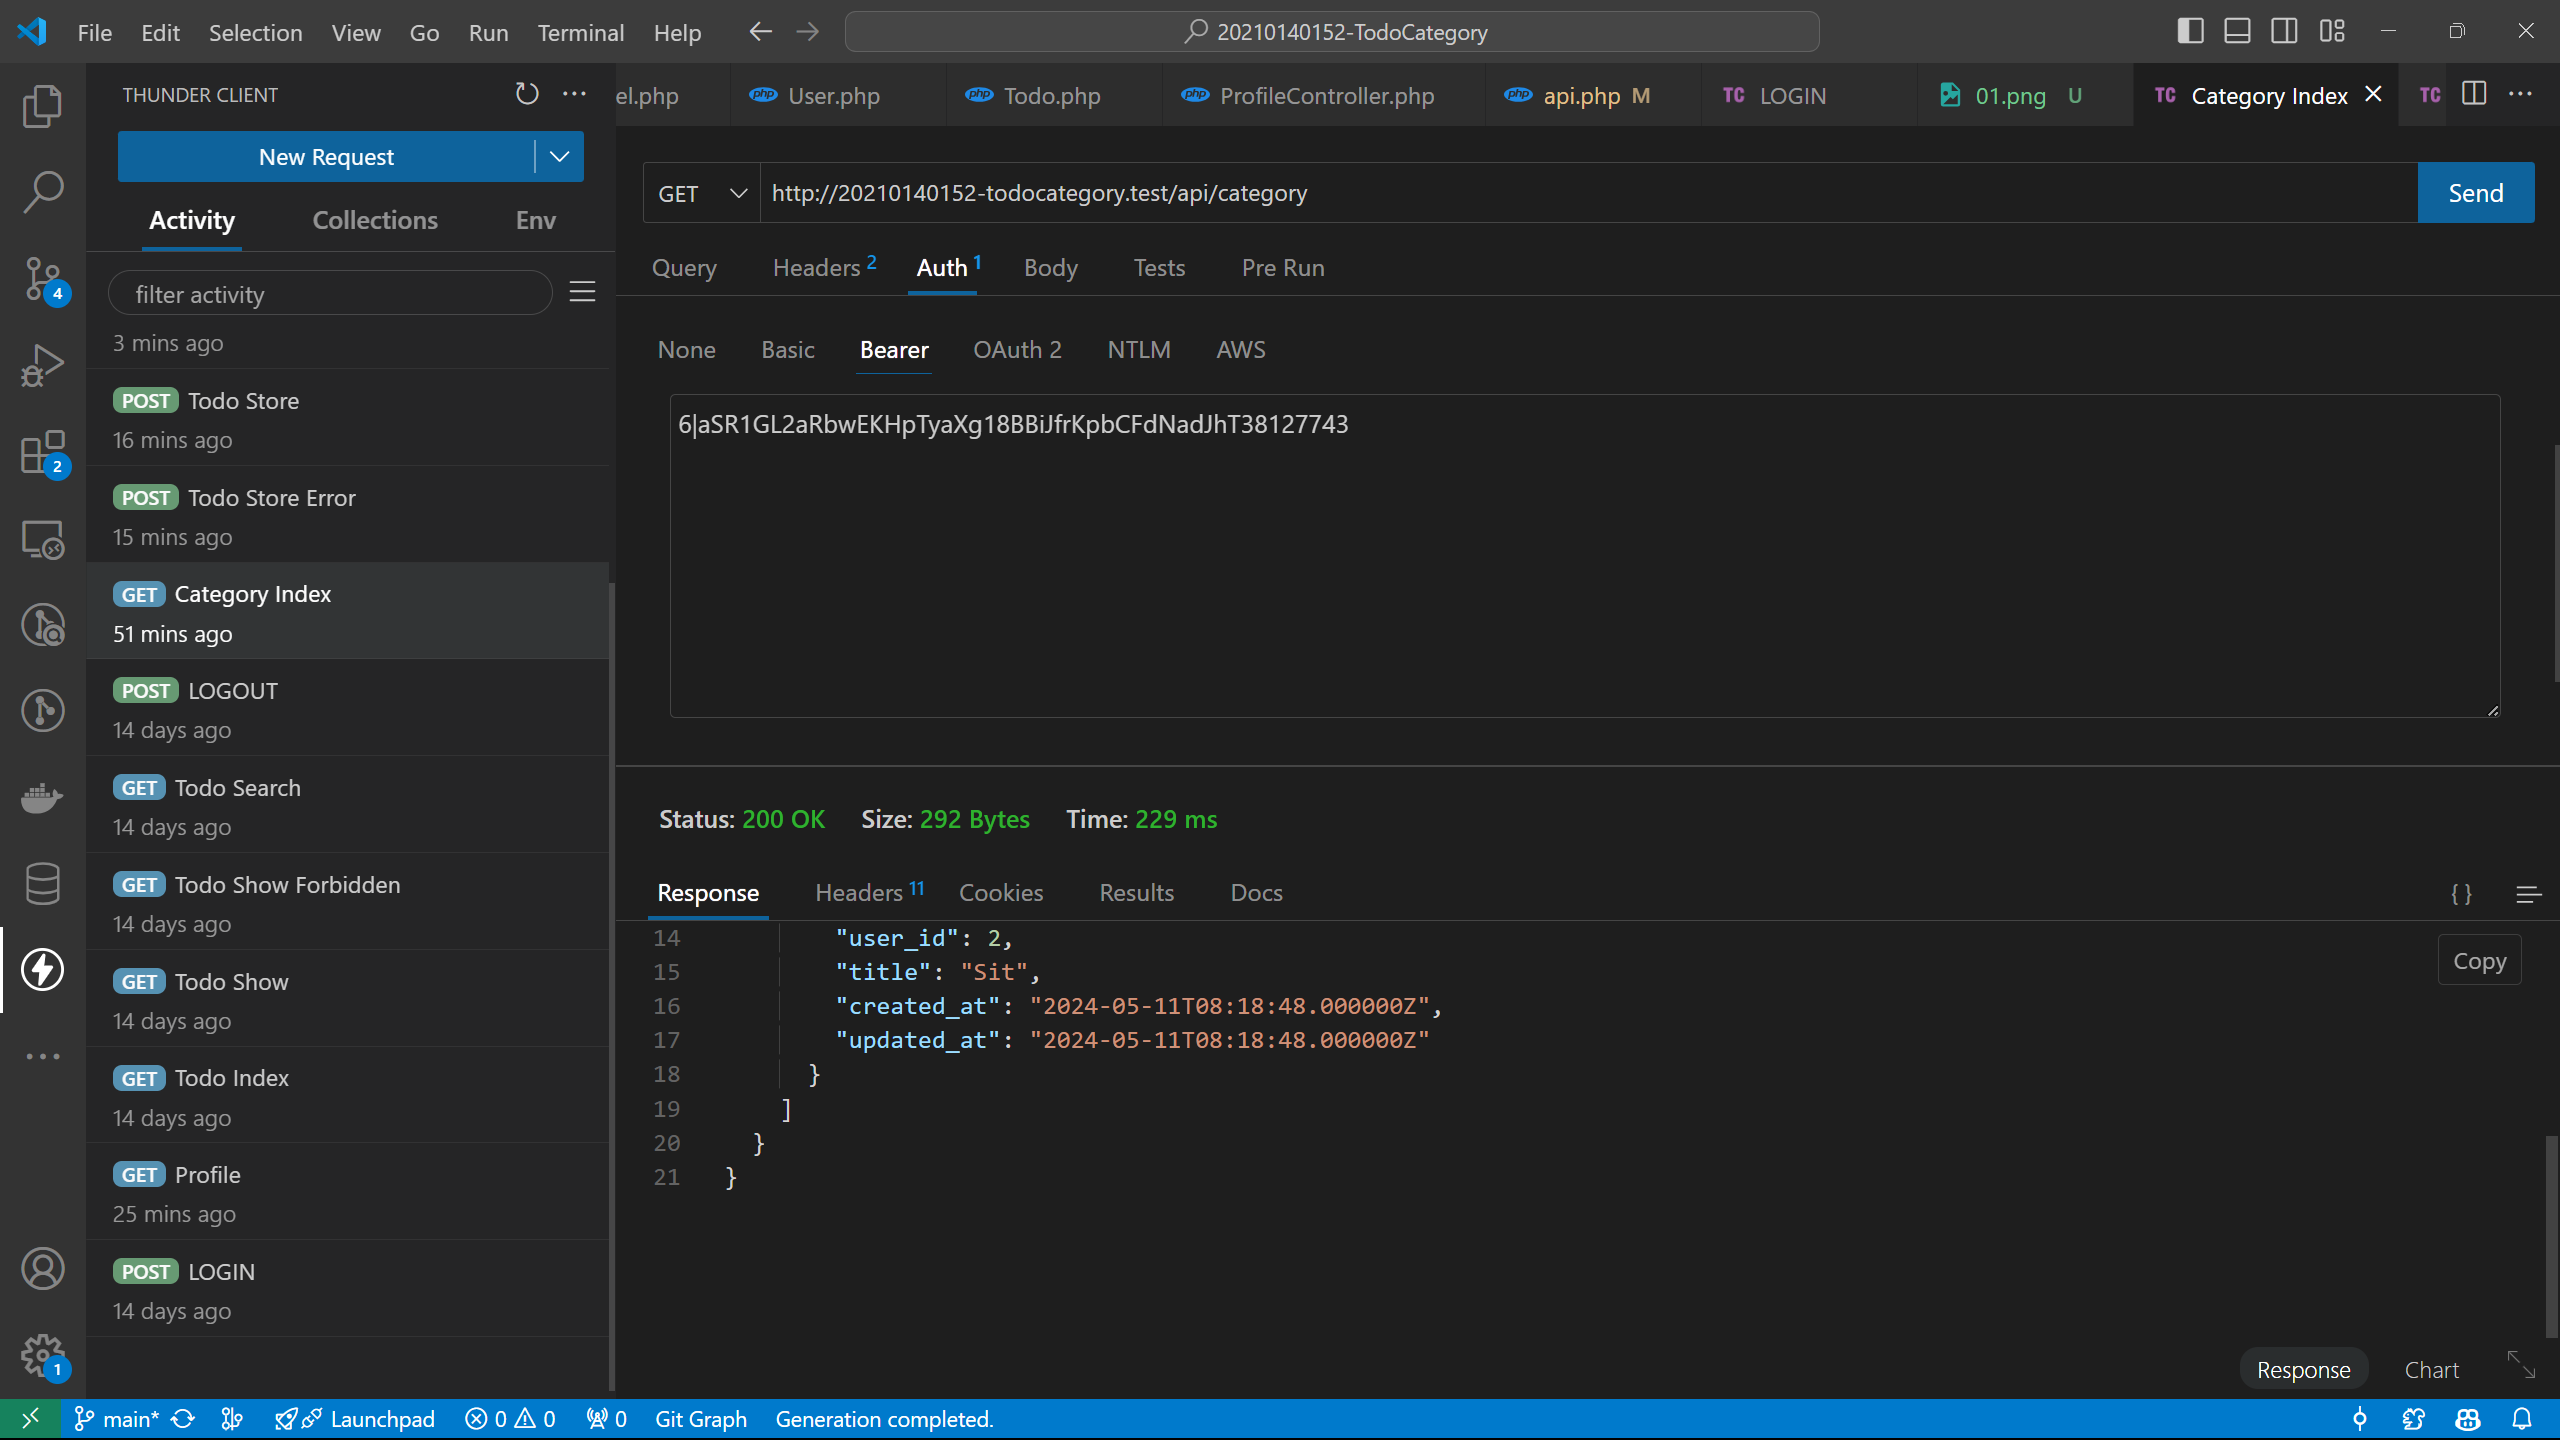 File Edit Selection View Go Run Terminal Help
20210140152-TodoCategory
THUNDER CLIENT
New Request
Activity Collections Env
filter activity
3 mins ago
POST Todo Store
16 mins ago
POST Todo Store Error
15 mins ago
GET Category Index
51 mins ago
POST LOGOUT
14 days ago
GET Todo Search
14 days ago
GET Todo Show Forbidden
14 days ago
GET Todo Show
14 days ago
GET Todo Index
14 days ago
GET Profile
25 mins ago
POST LOGIN
14 days ago
4
2
1
el.php php User.php php Todo.php php ProfileController.php php api.php M TC LOGIN 01.png U TC Category Index TC
GET http://20210140152-todocategory.test/api/category Send
Query Headers 2 Auth 1 Body Tests Pre Run
None Basic Bearer OAuth 2 NTLM AWS
6|aSR1GL2aRbwEKHpTyaXg18BBiJfrKpbCFdNadJhT38127743
Status: 200 OK Size: 292 Bytes Time: 229 ms
Response Headers 11 Cookies Results Docs { }
Copy
14 "user_id": 2,
15 "title": "Sit",
16 "created_at": "2024-05-11T08:18:48.000000Z",
17 "updated_at": "2024-05-11T08:18:48.000000Z"
18 }
19 ]
20 }
21 }
Response Chart
main* Launchpad 0 0 0 Git Graph Generation completed.